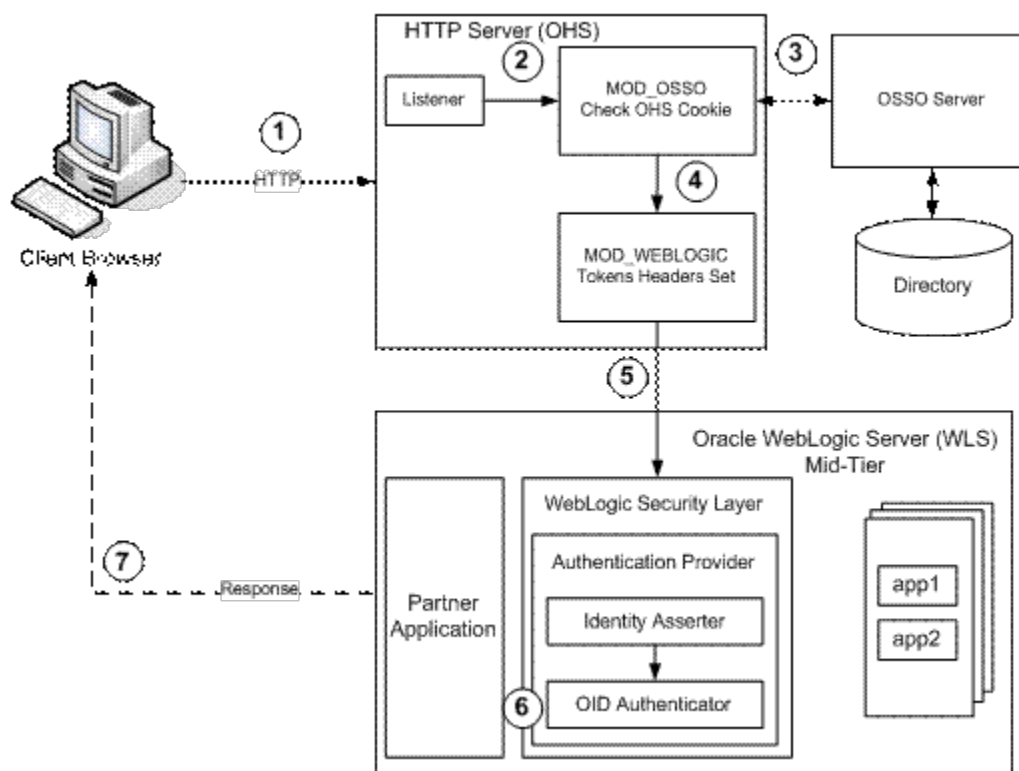 HTTP Server (OHS)
2
3
Listener
MOD_OSSO
Check OHS Cookie
OSSO Server
1
HTTP
4
Client Browser
MOD_WEBLOGIC
Tokens Headers Set
Directory
5
Oracle WebLogic Server (WLS)
Mid-Tier
WebLogic Security Layer
7
Response
Partner
Application
Authentication Provider
Identity Asserter
OID Authenticator
6
app1
app2